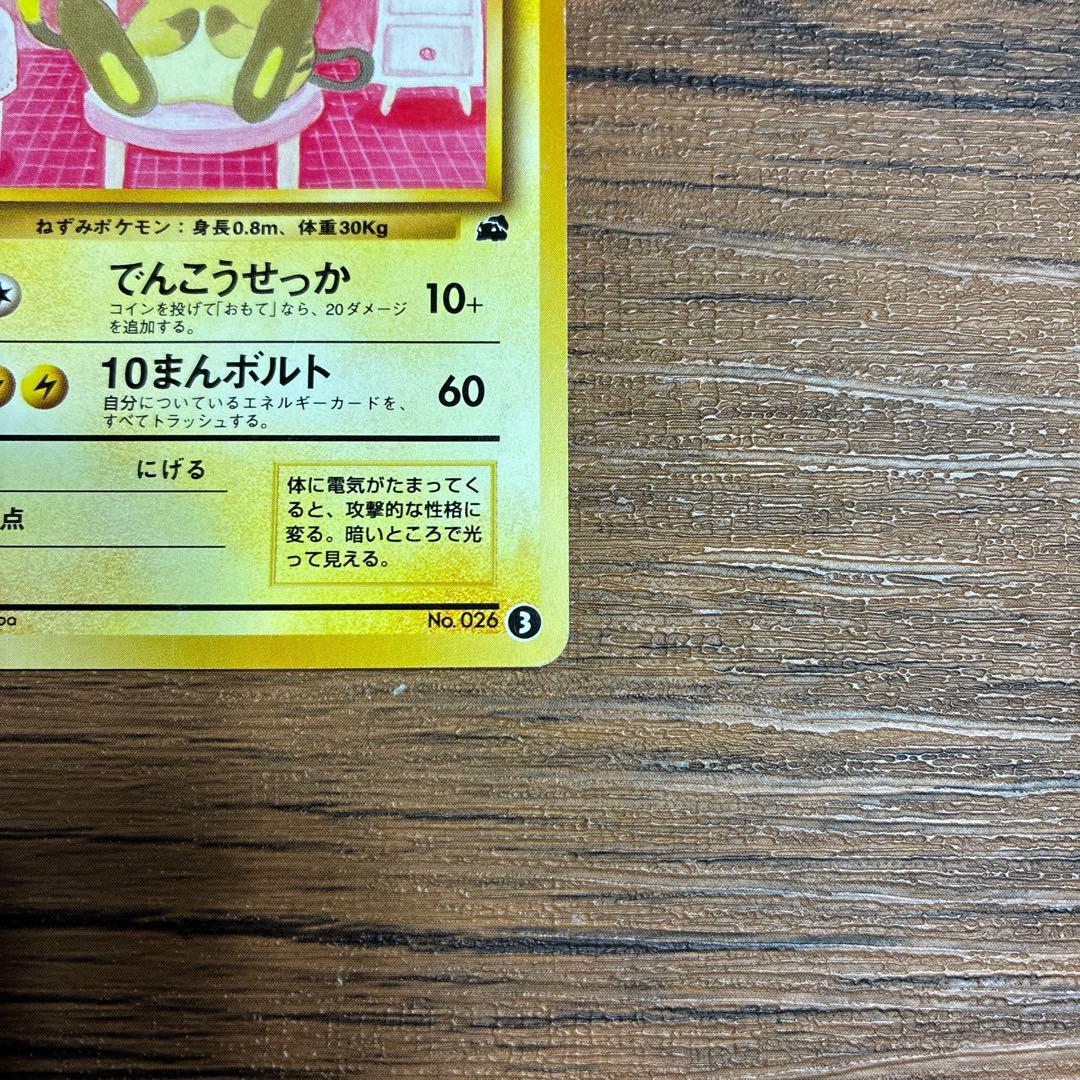 ねずみポケモン：身長0.8m、体重30Kg
でんこうせっか
10+
コインを投げて「おもて」なら、20ダメージ
を追加する。
10まんボルト
60
自分についているエネルギーカードを、
すべてトラッシュする。
にげる
点
体に電気がたまってく
ると、攻撃的な性格に
変る。暗いところで光
って見える。
No. 026
3